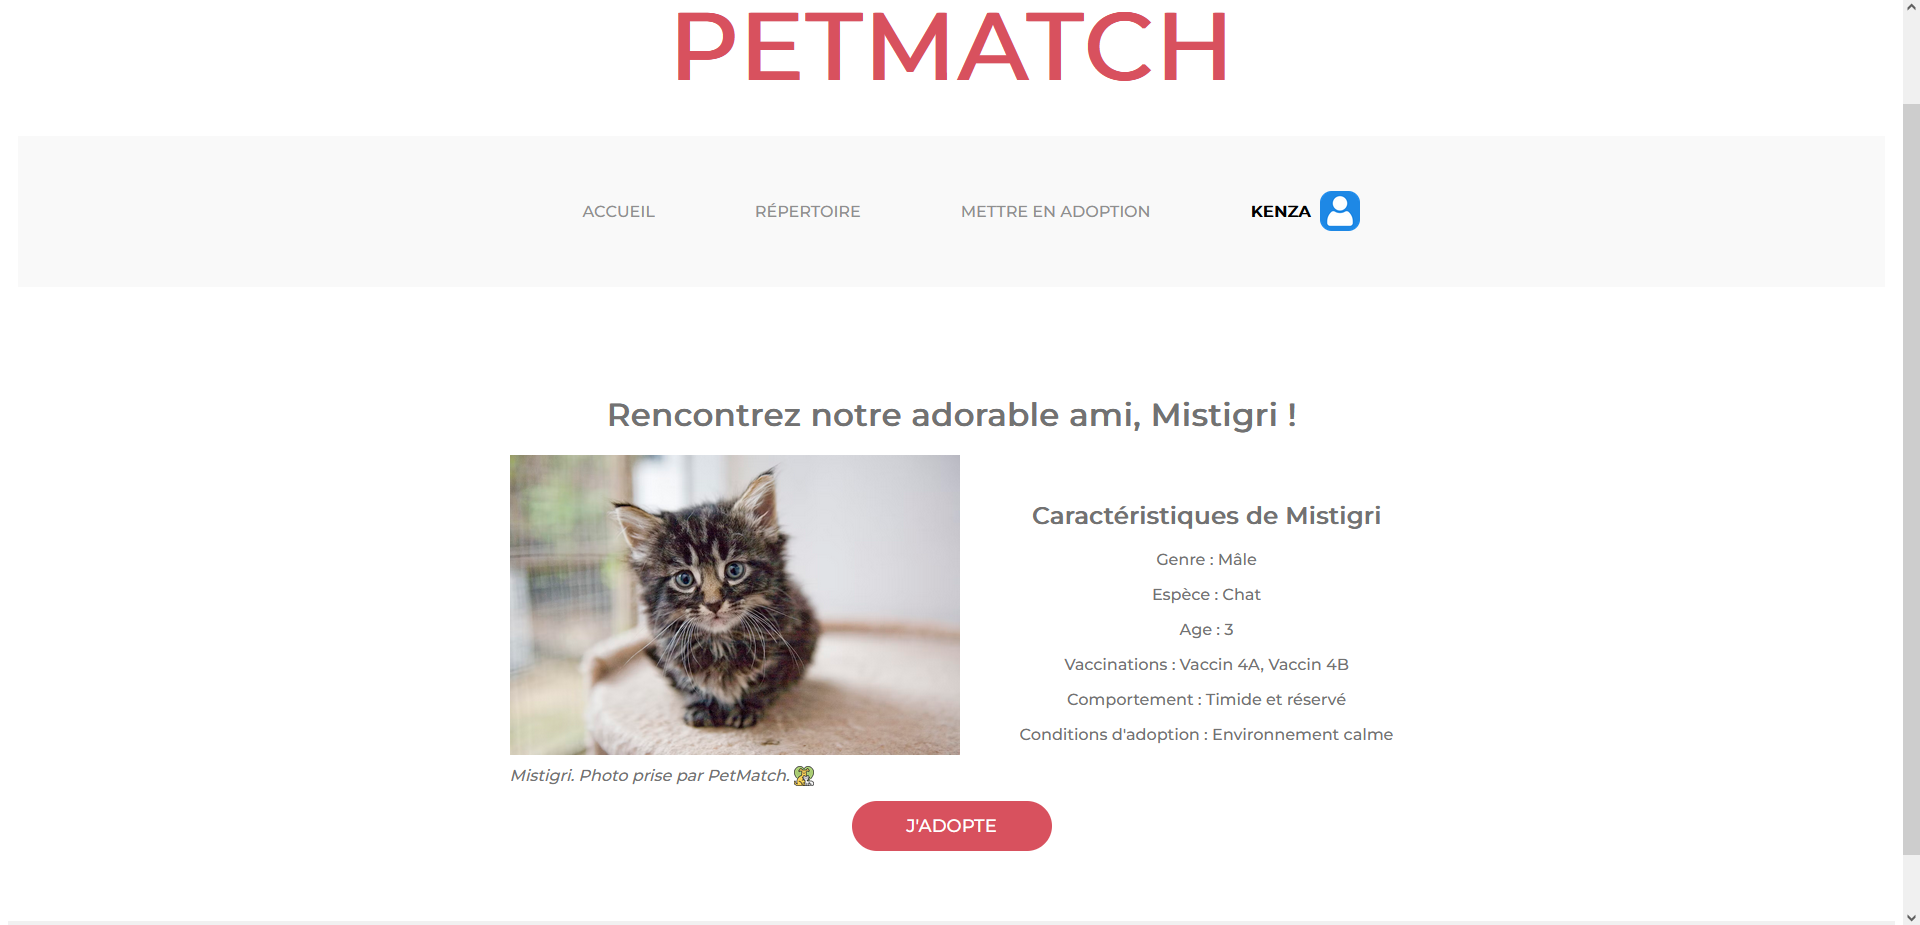 PETMATCH
ACCUEIL
RÉPERTOIRE
METTRE EN ADOPTION
KENZA
Rencontrez notre adorable ami, Mistigri !
Caractéristiques de Mistigri
Genre : Mâle
Espèce : Chat
Age : 3
Vaccinations : Vaccin 4A, Vaccin 4B
Comportement : Timide et réservé
Conditions d'adoption : Environnement calme
Mistigri. Photo prise par PetMatch.
J'ADOPTE